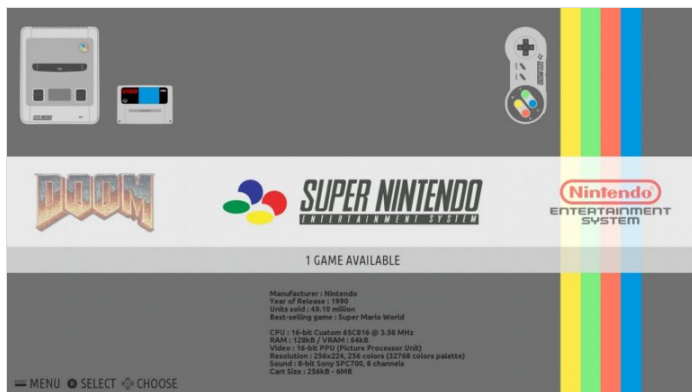 DOOM
SUPER NINTENDO
ENTERTAINMENT SYSTEM
Nintendo
ENTERTAINMENT
SYSTEM
1 GAME AVAILABLE
Manufacturer : Nintendo
Year of Release : 1990
Units sold : 49.10 million
Best-selling game : Super Mario World
CPU : 16-bit Custom 65C816 @ 3.58 MHz
RAM : 128kB / VRAM : 64kB
Video : 16-bit PPU (Picture Processor Unit)
Resolution : 256x224, 256 colors (32768 colors palette)
Sound : 8-bit Sony SPC700, 8 channels
Cart Size : 256kB - 6MB
MENU SELECT CHOOSE